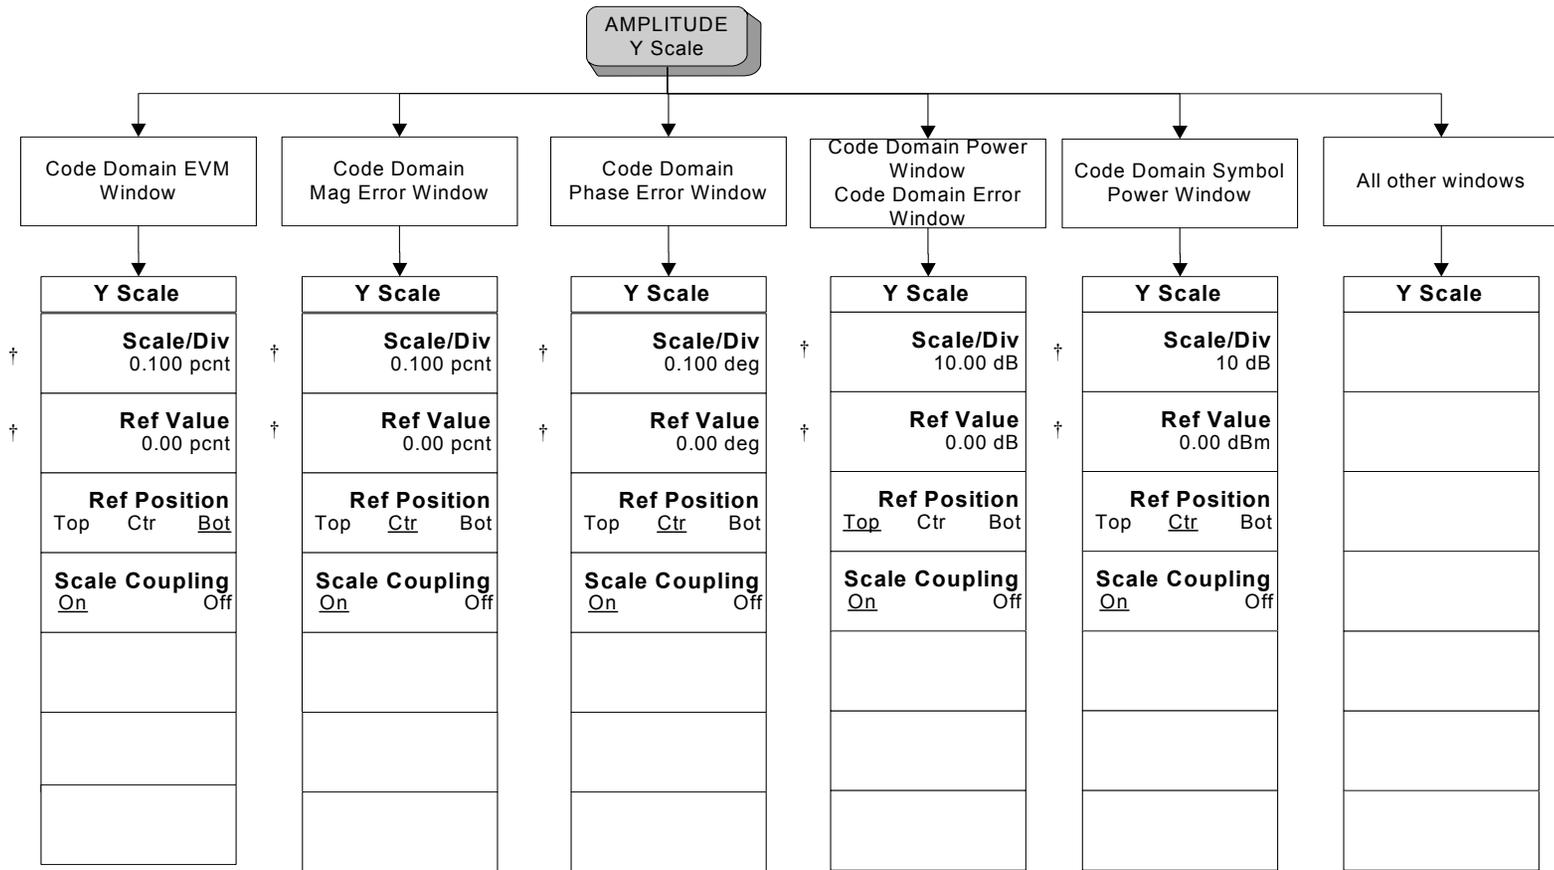 AMPLITUDE
Y Scale
Code Domain EVM
Window
Code Domain
Mag Error Window
Code Domain
Phase Error Window
Code Domain Power
Window
Code Domain Error
Window
Code Domain Symbol
Power Window
All other windows
Y Scale
† Scale/Div
0.100 pcnt
† Ref Value
0.00 pcnt
Ref Position
Top Ctr Bot
Scale Coupling
On Off
Y Scale
† Scale/Div
0.100 pcnt
† Ref Value
0.00 pcnt
Ref Position
Top Ctr Bot
Scale Coupling
On Off
Y Scale
† Scale/Div
0.100 deg
† Ref Value
0.00 deg
Ref Position
Top Ctr Bot
Scale Coupling
On Off
Y Scale
† Scale/Div
10.00 dB
† Ref Value
0.00 dB
Ref Position
Top Ctr Bot
Scale Coupling
On Off
Y Scale
† Scale/Div
10 dB
† Ref Value
0.00 dBm
Ref Position
Top Ctr Bot
Scale Coupling
On Off
Y Scale